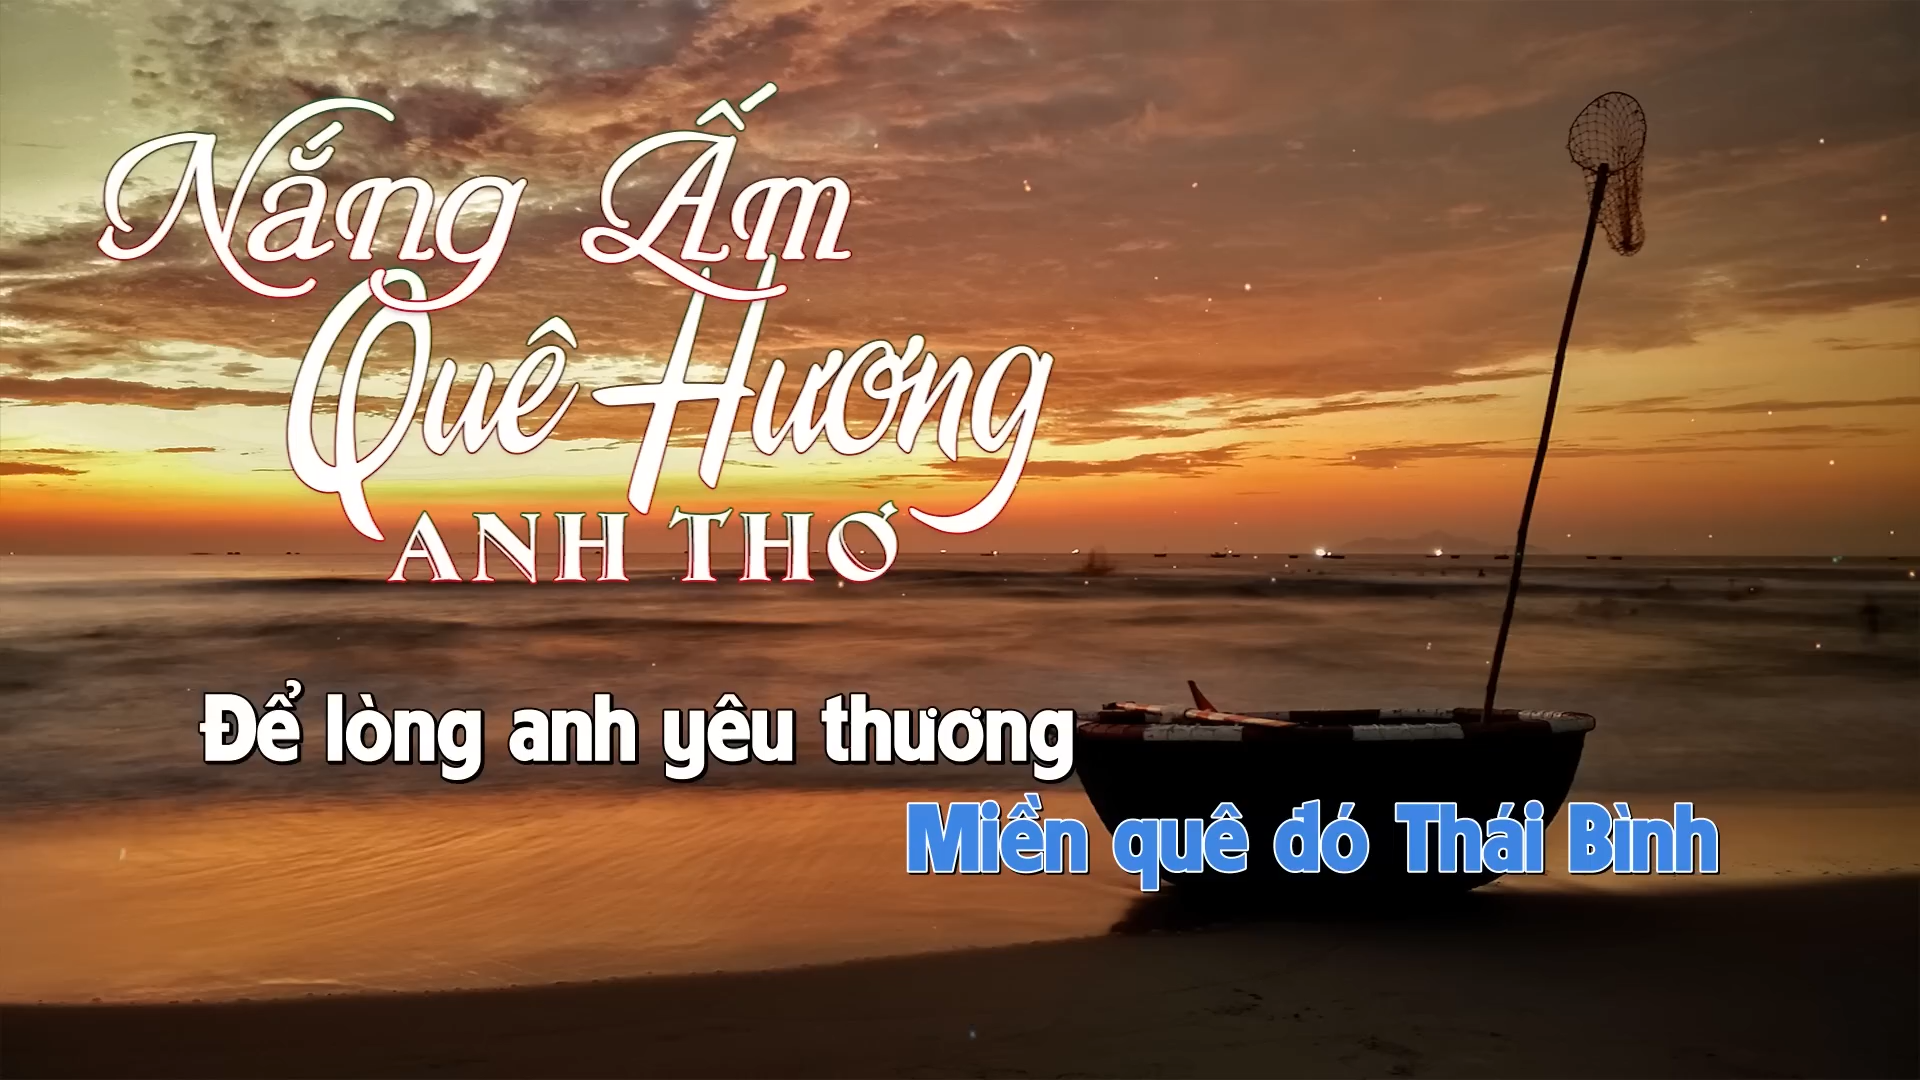 Nắng Ấm
Quê Hương
ANH THƠ
Để lòng anh yêu thương
Miền quê đó Thái Bình